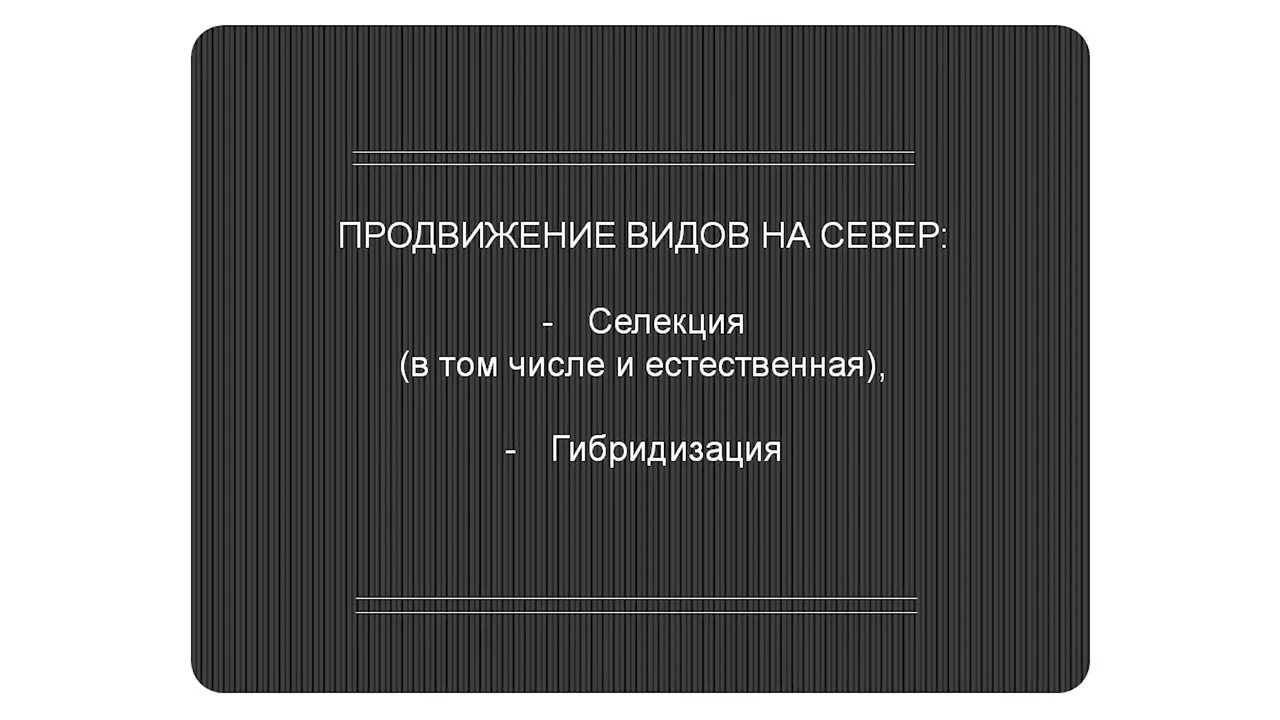 ПРОДВИЖЕНИЕ ВИДОВ НА СЕВЕР:
- Селекция
(в том числе и естественная),
- Гибридизация